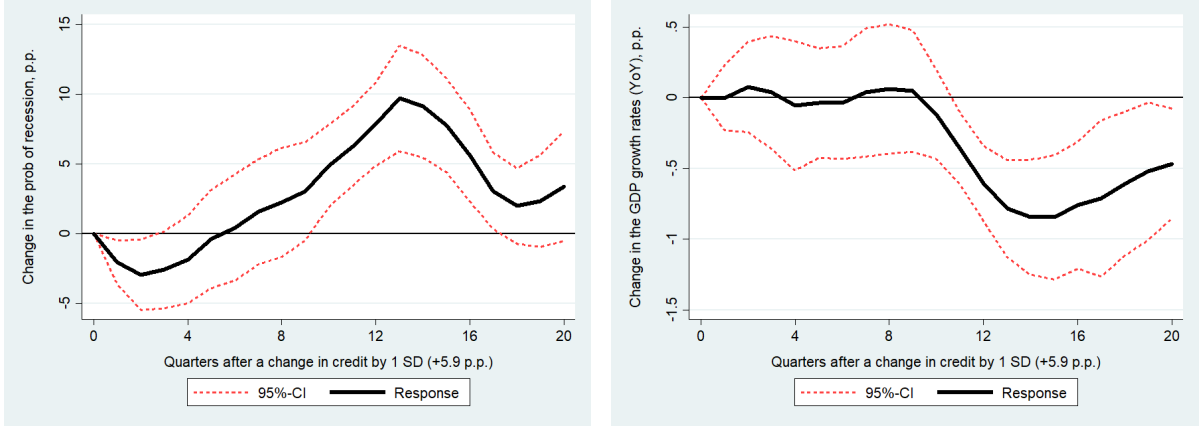 Change in the prob of recession, p.p.
15
10
5
0
-5
0 4 8 12 16 20
Quarters after a change in credit by 1 SD (+5.9 p.p.)
95%-CI Response
Change in the GDP growth rates (YoY), p.p.
.5
0
-.5
-1
-1.5
0 4 8 12 16 20
Quarters after a change in credit by 1 SD (+5.9 p.p.)
95%-CI Response